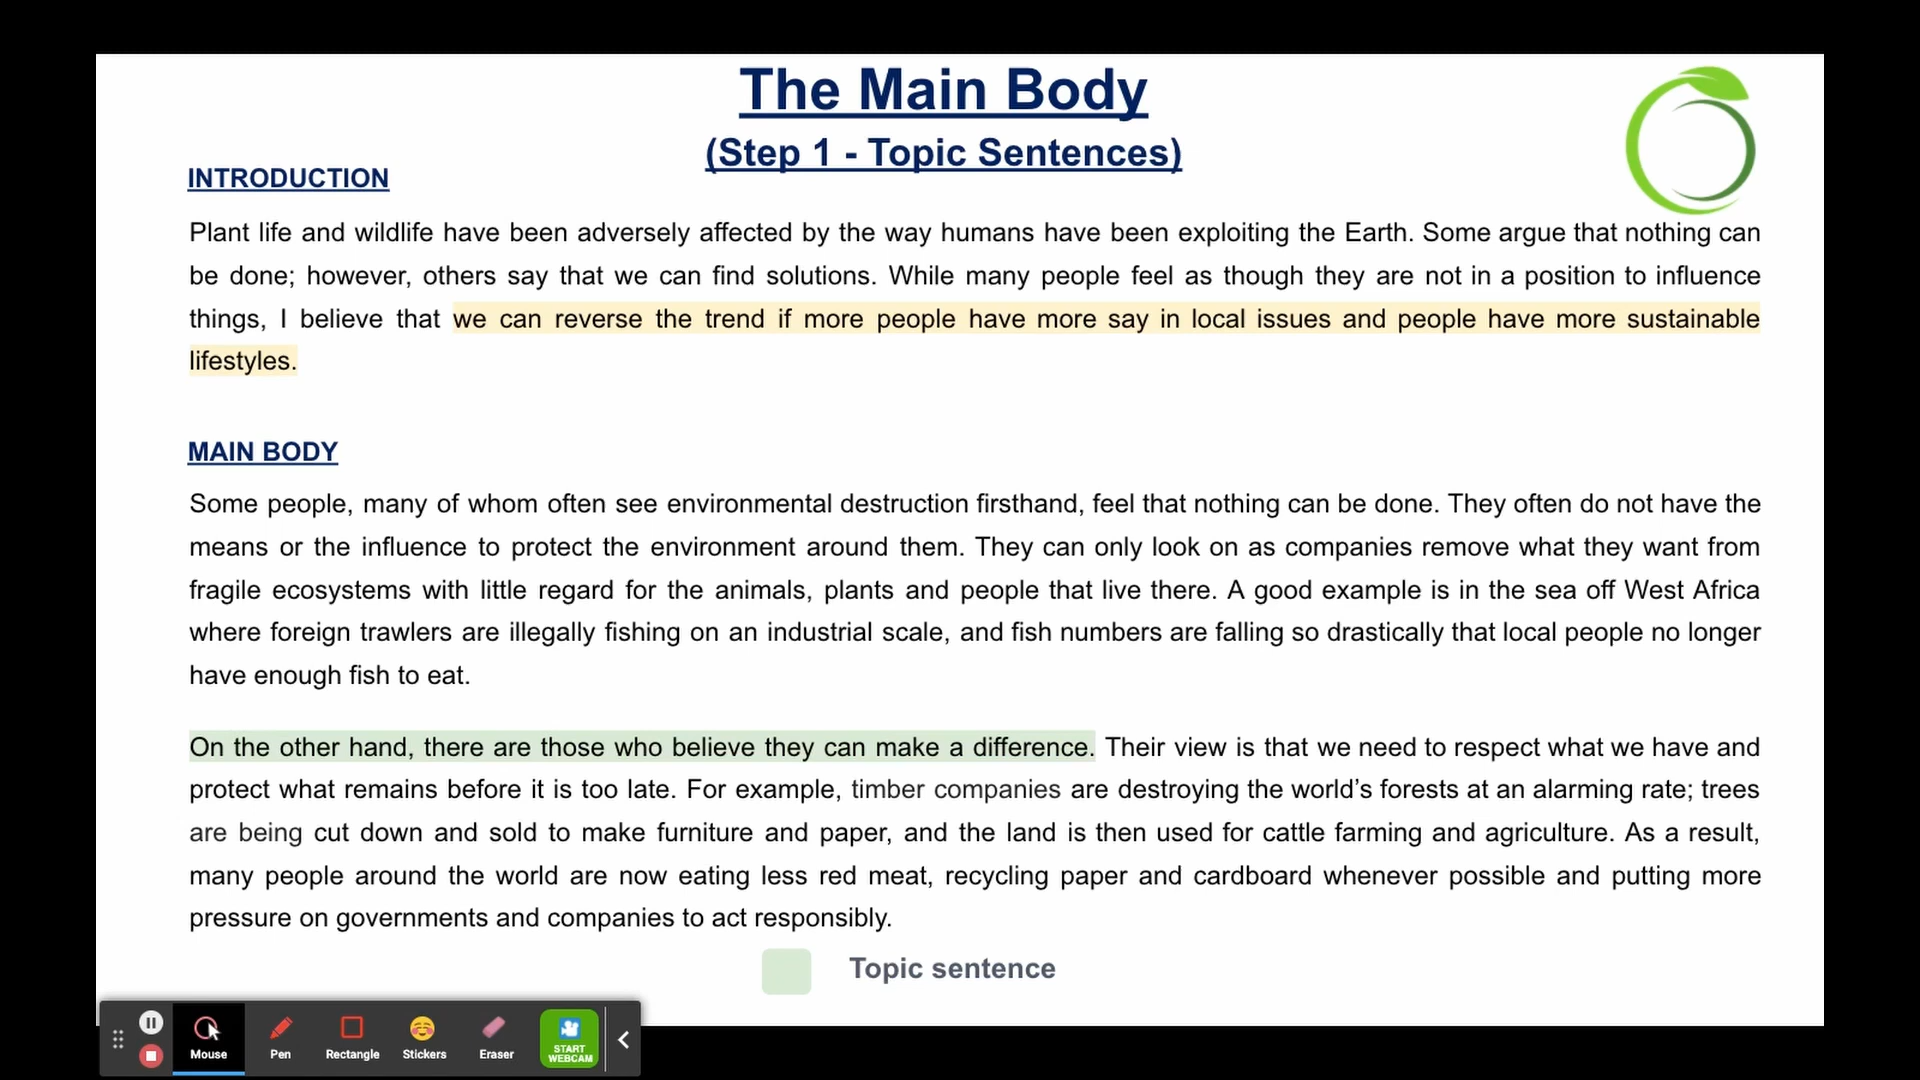 The Main Body
(Step 1 - Topic Sentences)
INTRODUCTION
Plant life and wildlife have been adversely affected by the way humans have been exploiting the Earth. Some argue that nothing can
be done; however, others say that we can find solutions. While many people feel as though they are not in a position to influence
things, I believe that we can reverse the trend if more people have more say in local issues and people have more sustainable
lifestyles.
MAIN BODY
Some people, many of whom often see environmental destruction firsthand, feel that nothing can be done. They often do not have the
means or the influence to protect the environment around them. They can only look on as companies remove what they want from
fragile ecosystems with little regard for the animals, plants and people that live there. A good example is in the sea off West Africa
where foreign trawlers are illegally fishing on an industrial scale, and fish numbers are falling so drastically that local people no longer
have enough fish to eat.
On the other hand, there are those who believe they can make a difference. Their view is that we need to respect what we have and
protect what remains before it is too late. For example, timber companies are destroying the world’s forests at an alarming rate; trees
are being cut down and sold to make furniture and paper, and the land is then used for cattle farming and agriculture. As a result,
many people around the world are now eating less red meat, recycling paper and cardboard whenever possible and putting more
pressure on governments and companies to act responsibly.
Topic sentence
Mouse
Pen
Rectangle
Stickers
Eraser
START
WEBCAM